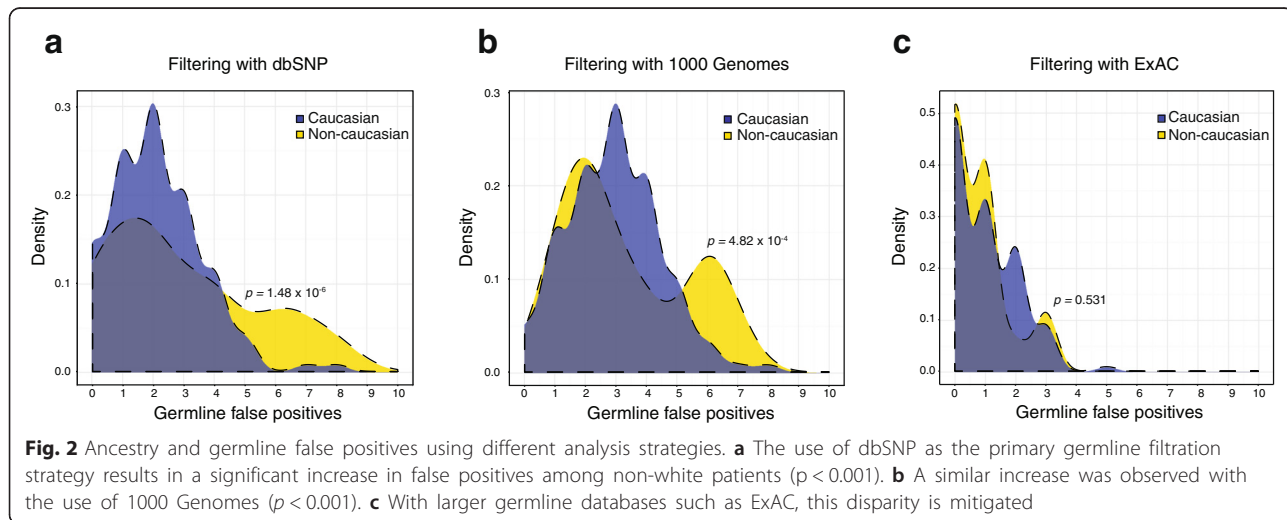 a
Filtering with dbSNP
0.3
0.2
0.1
0.0
Density
Caucasian
Non-caucasian
p = 1.48 x 10-6
0 1 2 3 4 5 6 7 8 9 10
Germline false positives
b
Filtering with 1000 Genomes
0.3
0.2
0.1
0.0
Density
Caucasian
Non-caucasian
p = 4.82 x 10-4
0 1 2 3 4 5 6 7 8 9 10
Germline false positives
c
Filtering with ExAC
0.5
0.4
0.3
0.2
0.1
0.0
Density
Caucasian
Non-caucasian
p = 0.531
0 1 2 3 4 5 6 7 8 9 10
Germline false positives
Fig. 2 Ancestry and germline false positives using different analysis strategies. a The use of dbSNP as the primary germline filtration
strategy results in a significant increase in false positives among non-white patients (p < 0.001). b A similar increase was observed with
the use of 1000 Genomes (p < 0.001). c With larger germline databases such as ExAC, this disparity is mitigated